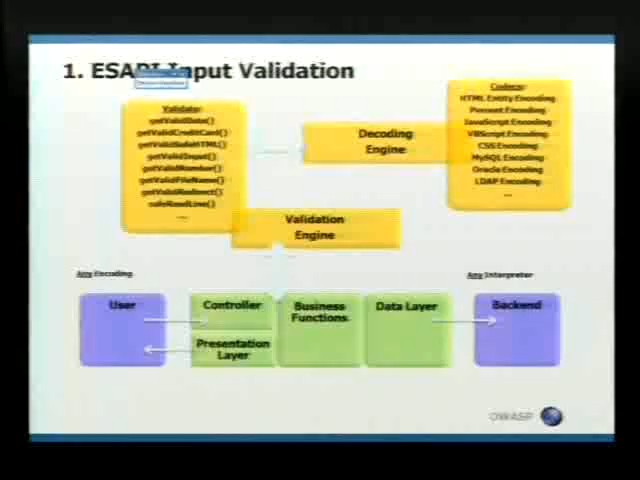 1. ESAPI Input Validation
Validator:
getValidDate()
getValidCreditCard()
getValidSafeHTML()
getValidInput()
getValidNumber()
getValidFileName()
getValidRedirect()
safeReadLine()
...
Decoding
Engine
Codecs:
HTML Entity Encoding
Percent Encoding
JavaScript Encoding
VBScript Encoding
CSS Encoding
MySQL Encoding
Oracle Encoding
LDAP Encoding
...
Validation
Engine
Any Encoding
Any Interpreter
User
Controller
Presentation
Layer
Business
Functions
Data Layer
Backend
OWASP